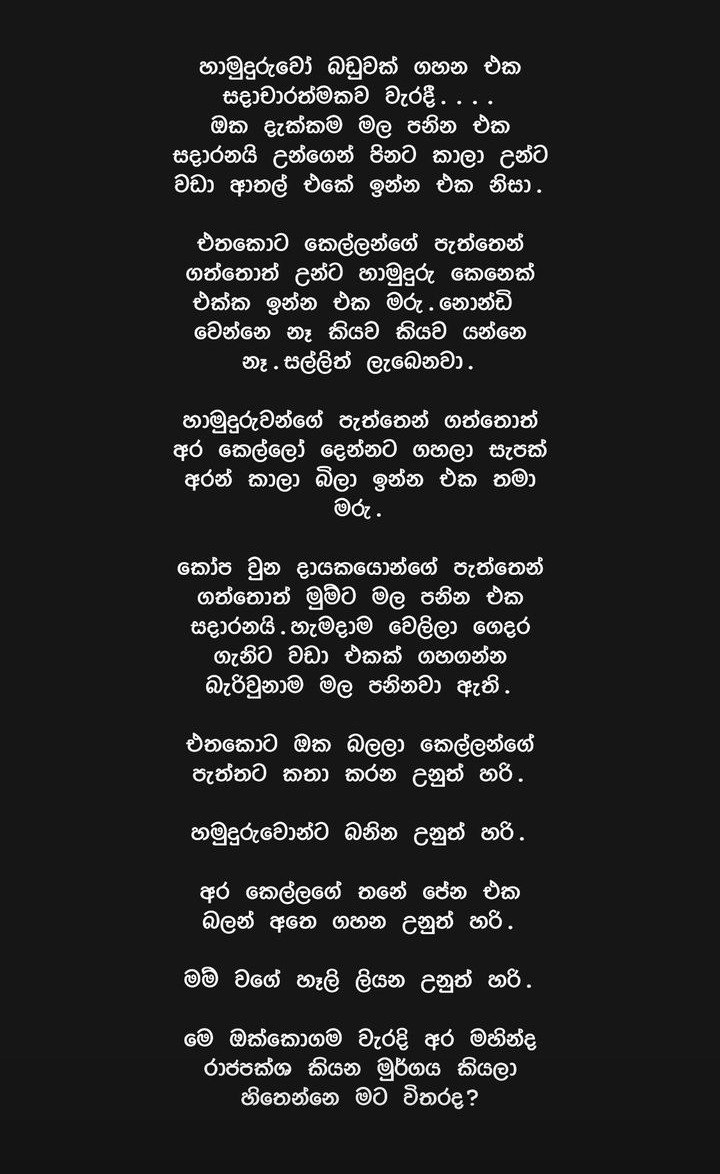 හාමුදුරුවෝ බඩුවක් ගහන එක
සදාචාරත්මකව වැරදී....
ඔක දැක්කම මල පනින එක
සදාරනයි උන්ගෙන් පිනට කාලා උන්ට
වඩා ආතල් එකේ ඉන්න එක නිසා.
එතකොට කෙල්ලන්ගේ පැත්තෙන්
ගත්තොත් උන්ට හාමුදුරු කෙනෙක්
එක්ක ඉන්න එක මරු.නොන්ඩි
වෙන්නෙ නෑ කියව කියව යන්නෙ
නෑ.සල්ලිත් ලැබෙනවා.
හාමුදුරුවන්ගේ පැත්තෙන් ගත්තොත්
අර කෙල්ලෝ දෙන්නට ගහලා සැපක්
අරන් කාලා බීලා ඉන්න එක තමා
මරු.
කෝප වුන දායකයොන්ගේ පැත්තෙන්
ගත්තොත් මුම්ට මල පනින එක
සදාරනයි.හැමදාම වෙලිලා ගෙදර
ගැනිට වඩා එකක් ගහගන්න
බැරිවුනාම මල පනිනවා ඇති.
එතකොට ඔක බලලා කෙල්ලන්ගේ
පැත්තට කතා කරන උනුත් හරි.
හමුදුරුවොන්ට බනින උනුත් හරි.
අර කෙල්ලගේ තනේ පේන එක
බලන් අතෙ ගහන උනුත් හරි.
මම් වගේ හෑලි ලියන උනුත් හරි.
මෙ ඔක්කොගම වැරදි අර මහින්ද
රාජපක්ශ කියන මුර්ගය කියලා
හිතෙන්නෙ මට විතරද?